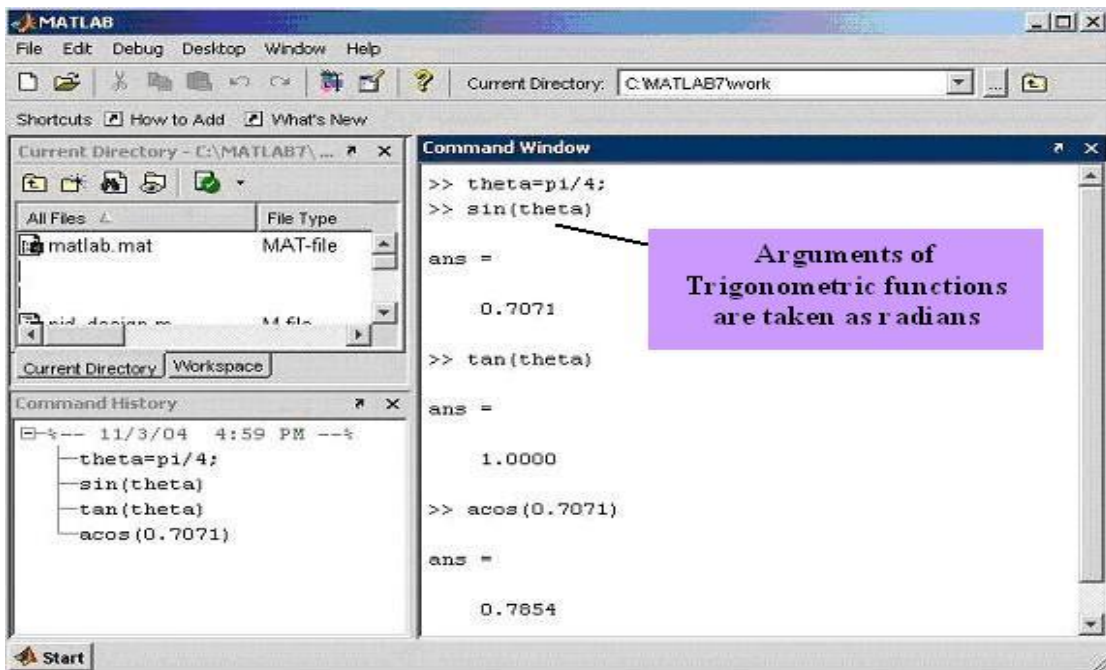 MATLAB
File Edit Debug Desktop Window Help
Current Directory: C:\MATLAB7\work
Shortcuts How to Add What's New
Current Directory - C:\MATLAB7\ ...
All Files File Type
matlab.mat MAT-file
pid_design.m M-file
Current Directory Workspace
Command History
%-- 11/3/04 4:59 PM --%
theta=pi/4;
sin(theta)
tan(theta)
acos(0.7071)
Command Window
>> theta=pi/4;
>> sin(theta)
ans =
0.7071
>> tan(theta)
ans =
1.0000
>> acos(0.7071)
ans =
0.7854
Arguments of
Trigonometric functions
are taken as radians
Start